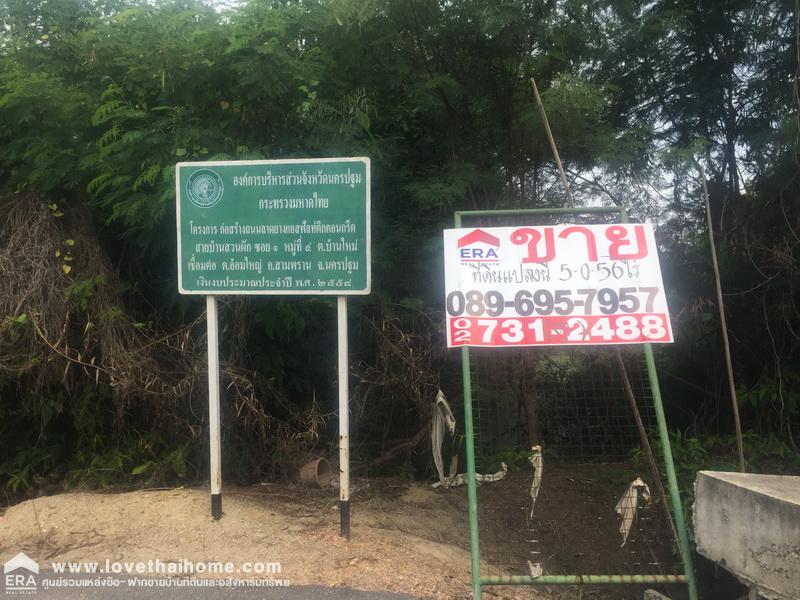 องค์การบริหารส่วนจังหวัดนครปฐม
กระทรวงมหาดไทย
โครงการ ก่อสร้างถนนลาดยางแอสฟัลท์ติกคอนกรีต
สายบ้านสวนผัก ซอย ๑ หมู่ที่ ๔ ต.บ้านใหม่
เชื่อมต่อ ต.อ้อมใหญ่ อ.สามพราน จ.นครปฐม
เงินงบประมาณประจำปี พ.ศ. ๒๕๕๘
ERA
REAL ESTATE
ขาย
ที่ดินแปลงนี้ 5-0-56ไร่
089-695-7957
02 731-2488
ERA
REAL ESTATE
www.lovethaihome.com
ศูนย์รวมแหล่งซื้อ-ฝากขายบ้านที่ดินและอสังหาริมทรัพย์